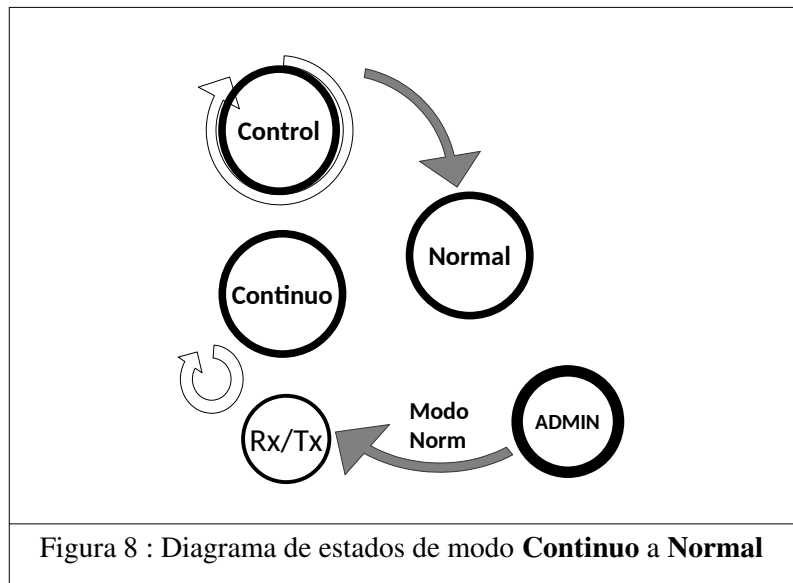 Control
Normal
Continuo
Modo
Norm
ADMIN
Rx/Tx
Figura 8 : Diagrama de estados de modo Continuo a Normal